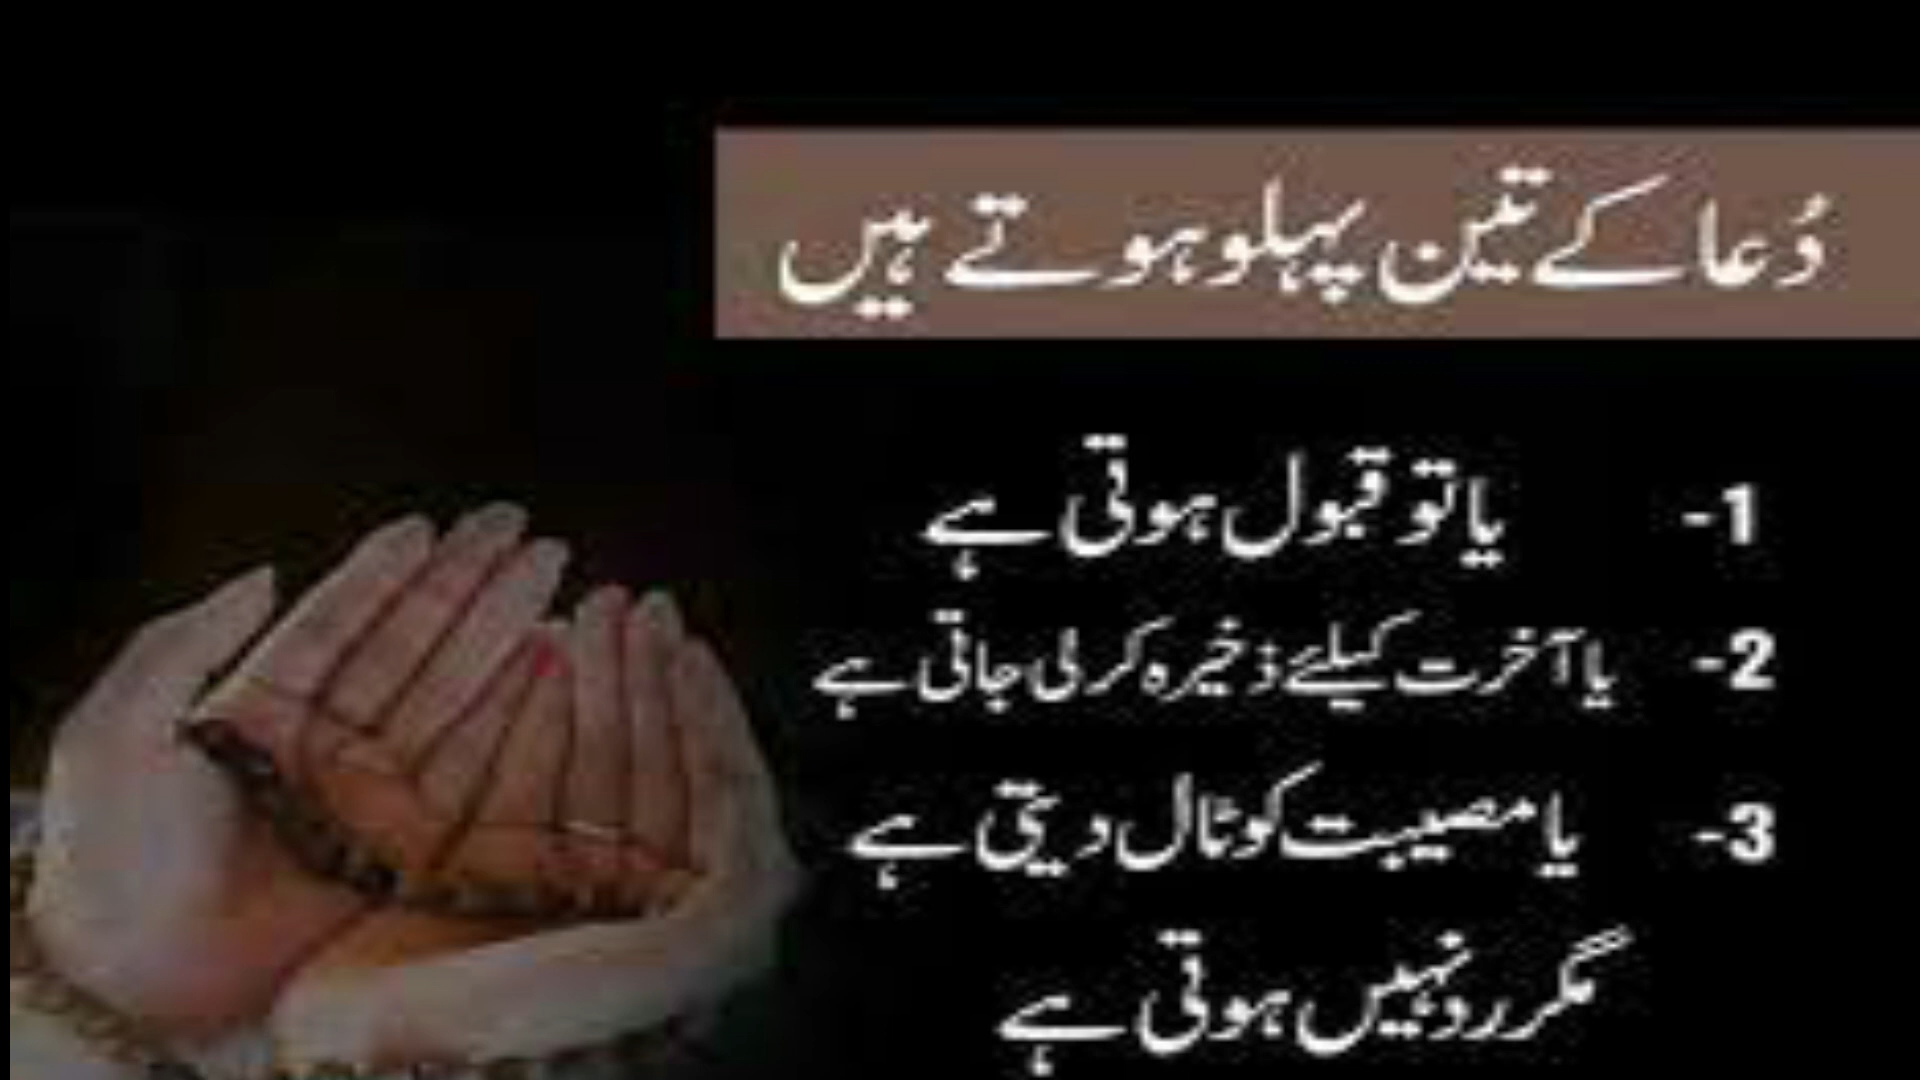 دُعا کے تین پہلو ہوتے ہیں
1- یا تو قبول ہوتی ہے
2- یا آخرت کیلئے ذخیرہ کر لی جاتی ہے
3- یا مصیبت کو ٹال دیتی ہے
مگر رد نہیں ہوتی ہے